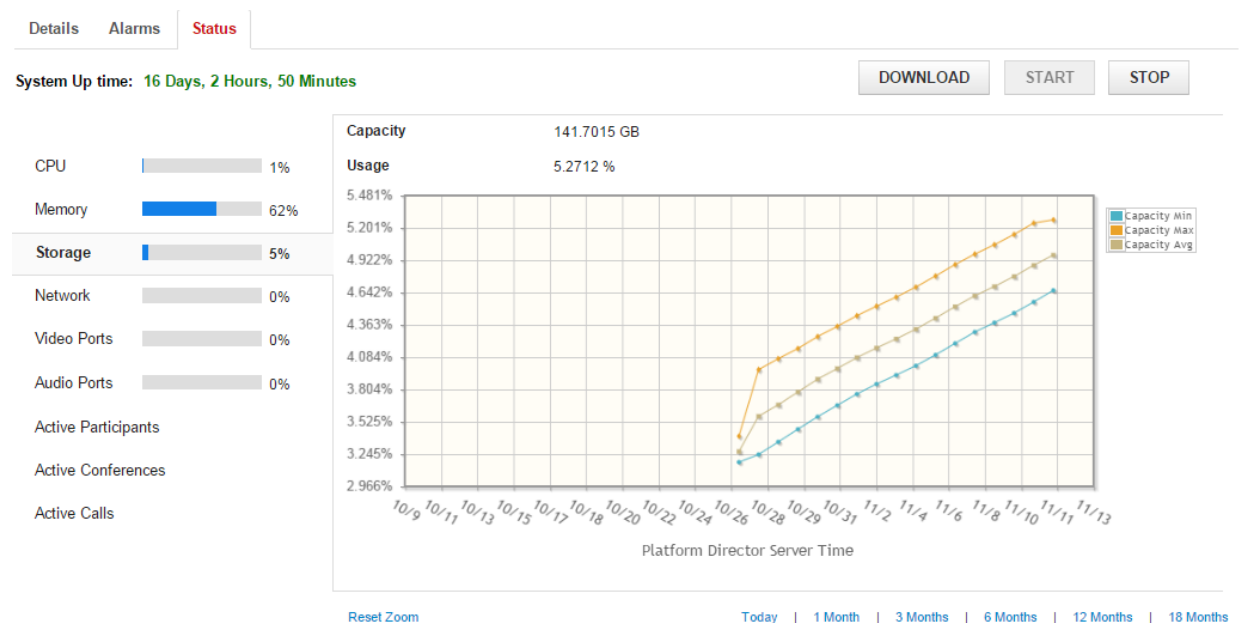 Details Alarms Status
System Up time: 16 Days, 2 Hours, 50 Minutes
DOWNLOAD START STOP
Capacity 141.7015 GB
Usage 5.2712 %
CPU 1%
Memory 62%
Storage 5%
Network 0%
Video Ports 0%
Audio Ports 0%
Active Participants
Active Conferences
Active Calls
5.481%
5.201%
4.922%
4.642%
4.363%
4.084%
3.804%
3.525%
3.245%
2.966%
10/9 10/11 10/13 10/15 10/17 10/18 10/20 10/22 10/24 10/26 10/28 10/29 10/31 11/2 11/4 11/6 11/8 11/10 11/11 11/13
Platform Director Server Time
Capacity Min
Capacity Max
Capacity Avg
Reset Zoom
Today | 1 Month | 3 Months | 6 Months | 12 Months | 18 Months